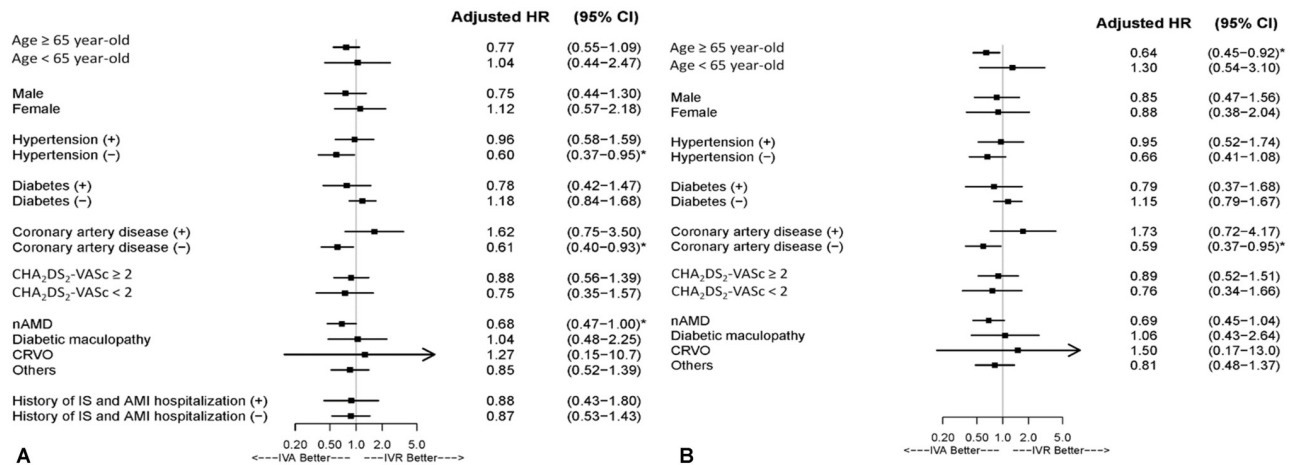 Adjusted HR (95% CI)
Age ≥ 65 year-old 0.77 (0.55−1.09)
Age < 65 year-old 1.04 (0.44−2.47)
Male 0.75 (0.44−1.30)
Female 1.12 (0.57−2.18)
Hypertension (+) 0.96 (0.58−1.59)
Hypertension (−) 0.60 (0.37−0.95)*
Diabetes (+) 0.78 (0.42−1.47)
Diabetes (−) 1.18 (0.84−1.68)
Coronary artery disease (+) 1.62 (0.75−3.50)
Coronary artery disease (−) 0.61 (0.40−0.93)*
CHA₂DS₂-VASc ≥ 2 0.88 (0.56−1.39)
CHA₂DS₂-VASc < 2 0.75 (0.35−1.57)
nAMD 0.68 (0.47−1.00)*
Diabetic maculopathy 1.04 (0.48−2.25)
CRVO 1.27 (0.15−10.7)
Others 0.85 (0.52−1.39)
History of IS and AMI hospitalization (+) 0.88 (0.43−1.80)
History of IS and AMI hospitalization (−) 0.87 (0.53−1.43)
0.20 0.50 1.0 2.0 5.0
A <----IVA Better---- ----IVR Better---->
Adjusted HR (95% CI)
Age ≥ 65 year-old 0.64 (0.45−0.92)*
Age < 65 year-old 1.30 (0.54−3.10)
Male 0.85 (0.47−1.56)
Female 0.88 (0.38−2.04)
Hypertension (+) 0.95 (0.52−1.74)
Hypertension (−) 0.66 (0.41−1.08)
Diabetes (+) 0.79 (0.37−1.68)
Diabetes (−) 1.15 (0.79−1.67)
Coronary artery disease (+) 1.73 (0.72−4.17)
Coronary artery disease (−) 0.59 (0.37−0.95)*
CHA₂DS₂-VASc ≥ 2 0.89 (0.52−1.51)
CHA₂DS₂-VASc < 2 0.76 (0.34−1.66)
nAMD 0.69 (0.45−1.04)
Diabetic maculopathy 1.06 (0.43−2.64)
CRVO 1.50 (0.17−13.0)
Others 0.81 (0.48−1.37)
0.20 0.50 1.0 2.0 5.0
B <----IVA Better---- ----IVR Better---->